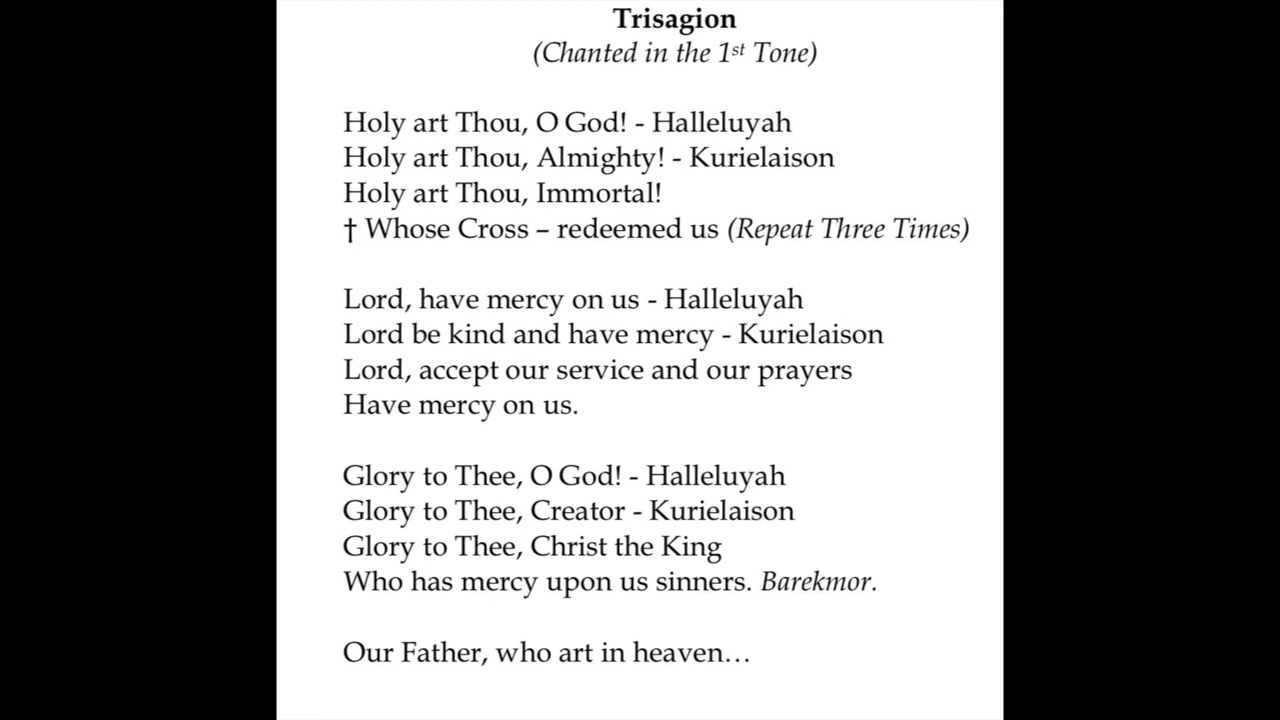 Trisagion
(Chanted in the 1st Tone)
Holy art Thou, O God! - Halleluyah
Holy art Thou, Almighty! - Kurielaison
Holy art Thou, Immortal!
† Whose Cross – redeemed us (Repeat Three Times)
Lord, have mercy on us - Halleluyah
Lord be kind and have mercy - Kurielaison
Lord, accept our service and our prayers
Have mercy on us.
Glory to Thee, O God! - Halleluyah
Glory to Thee, Creator - Kurielaison
Glory to Thee, Christ the King
Who has mercy upon us sinners. Barekmor.
Our Father, who art in heaven…